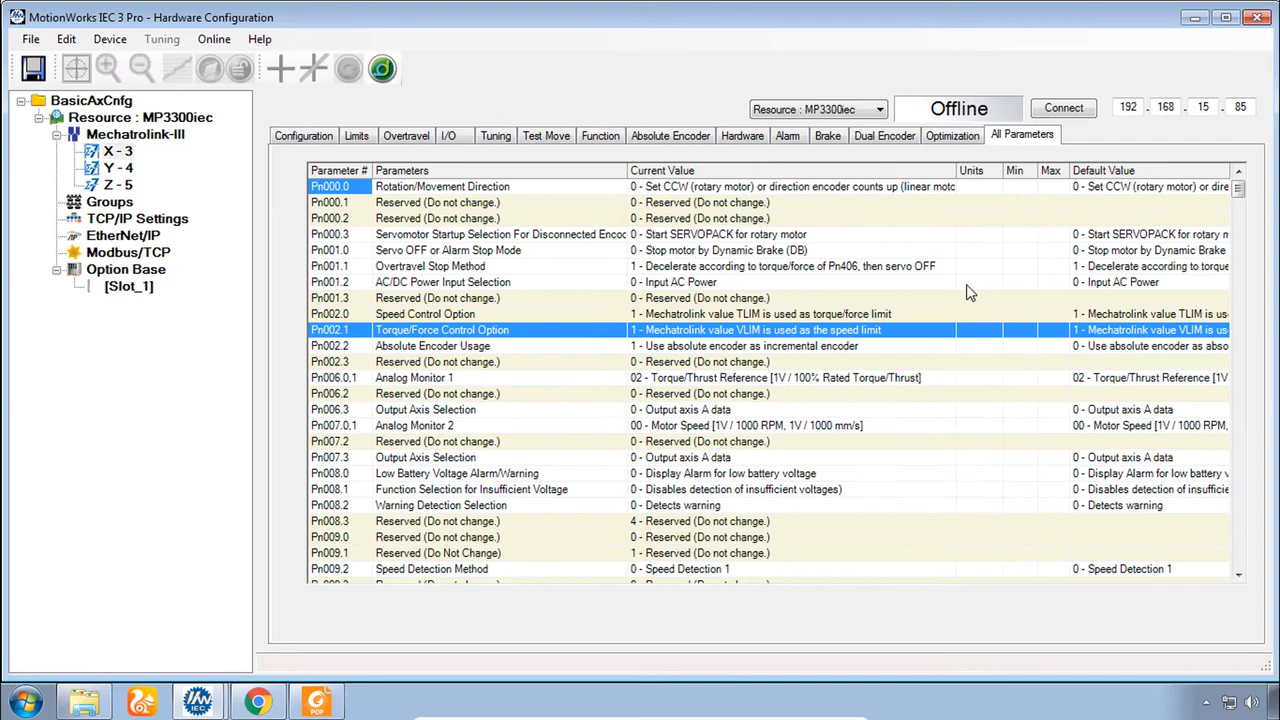 MotionWorks IEC 3 Pro - Hardware Configuration
File Edit Device Tuning Online Help
BasicAxCnfg
Resource : MP3300iec
Mechatrolink-III
X - 3
Y - 4
Z - 5
Groups
TCP/IP Settings
EtherNet/IP
Modbus/TCP
Option Base
[Slot_1]
Resource : MP3300iec Offline Connect 192 . 168 . 15 . 85
Configuration Limits Overtravel I/O Tuning Test Move Function Absolute Encoder Hardware Alarm Brake Dual Encoder Optimization All Parameters
Parameter # Parameters Current Value Units Min Max Default Value
Pn000.0 Rotation/Movement Direction 0 - Set CCW (rotary motor) or direction encoder counts up (linear moto 0 - Set CCW (rotary motor) or dire
Pn000.1 Reserved (Do not change.) 0 - Reserved (Do not change.)
Pn000.2 Reserved (Do not change.) 0 - Reserved (Do not change.)
Pn000.3 Servomotor Startup Selection For Disconnected Encoc 0 - Start SERVOPACK for rotary motor 0 - Start SERVOPACK for rotary m
Pn001.0 Servo OFF or Alarm Stop Mode 0 - Stop motor by Dynamic Brake (DB) 0 - Stop motor by Dynamic Brake
Pn001.1 Overtravel Stop Method 1 - Decelerate according to torque/force of Pn406, then servo OFF 1 - Decelerate according to torque
Pn001.2 AC/DC Power Input Selection 0 - Input AC Power 0 - Input AC Power
Pn001.3 Reserved (Do not change.) 0 - Reserved (Do not change.)
Pn002.0 Speed Control Option 1 - Mechatrolink value TLIM is used as torque/force limit 1 - Mechatrolink value TLIM is us
Pn002.1 Torque/Force Control Option 1 - Mechatrolink value VLIM is used as the speed limit 1 - Mechatrolink value VLIM is us
Pn002.2 Absolute Encoder Usage 1 - Use absolute encoder as incremental encoder 0 - Use absolute encoder as abso
Pn002.3 Reserved (Do not change.) 0 - Reserved (Do not change.)
Pn006.0,1 Analog Monitor 1 02 - Torque/Thrust Reference [1V / 100% Rated Torque/Thrust] 02 - Torque/Thrust Reference [1V
Pn006.2 Reserved (Do not change.) 0 - Reserved (Do not change.)
Pn006.3 Output Axis Selection 0 - Output axis A data 0 - Output axis A data
Pn007.0,1 Analog Monitor 2 00 - Motor Speed [1V / 1000 RPM, 1V / 1000 mm/s] 00 - Motor Speed [1V / 1000 RPM,
Pn007.2 Reserved (Do not change.) 0 - Reserved (Do not change.)
Pn007.3 Output Axis Selection 0 - Output axis A data 0 - Output axis A data
Pn008.0 Low Battery Voltage Alarm/Warning 0 - Display Alarm for low battery voltage 0 - Display Alarm for low battery v
Pn008.1 Function Selection for Insufficient Voltage 0 - Disables detection of insufficient voltages) 0 - Disables detection of insufficie
Pn008.2 Warning Detection Selection 0 - Detects warning 0 - Detects warning
Pn008.3 Reserved (Do not change.) 4 - Reserved (Do not change.)
Pn009.0 Reserved (Do not change.) 0 - Reserved (Do not change.)
Pn009.1 Reserved (Do Not Change) 1 - Reserved (Do not change.)
Pn009.2 Speed Detection Method 0 - Speed Detection 1 0 - Speed Detection 1
IEC
PDF